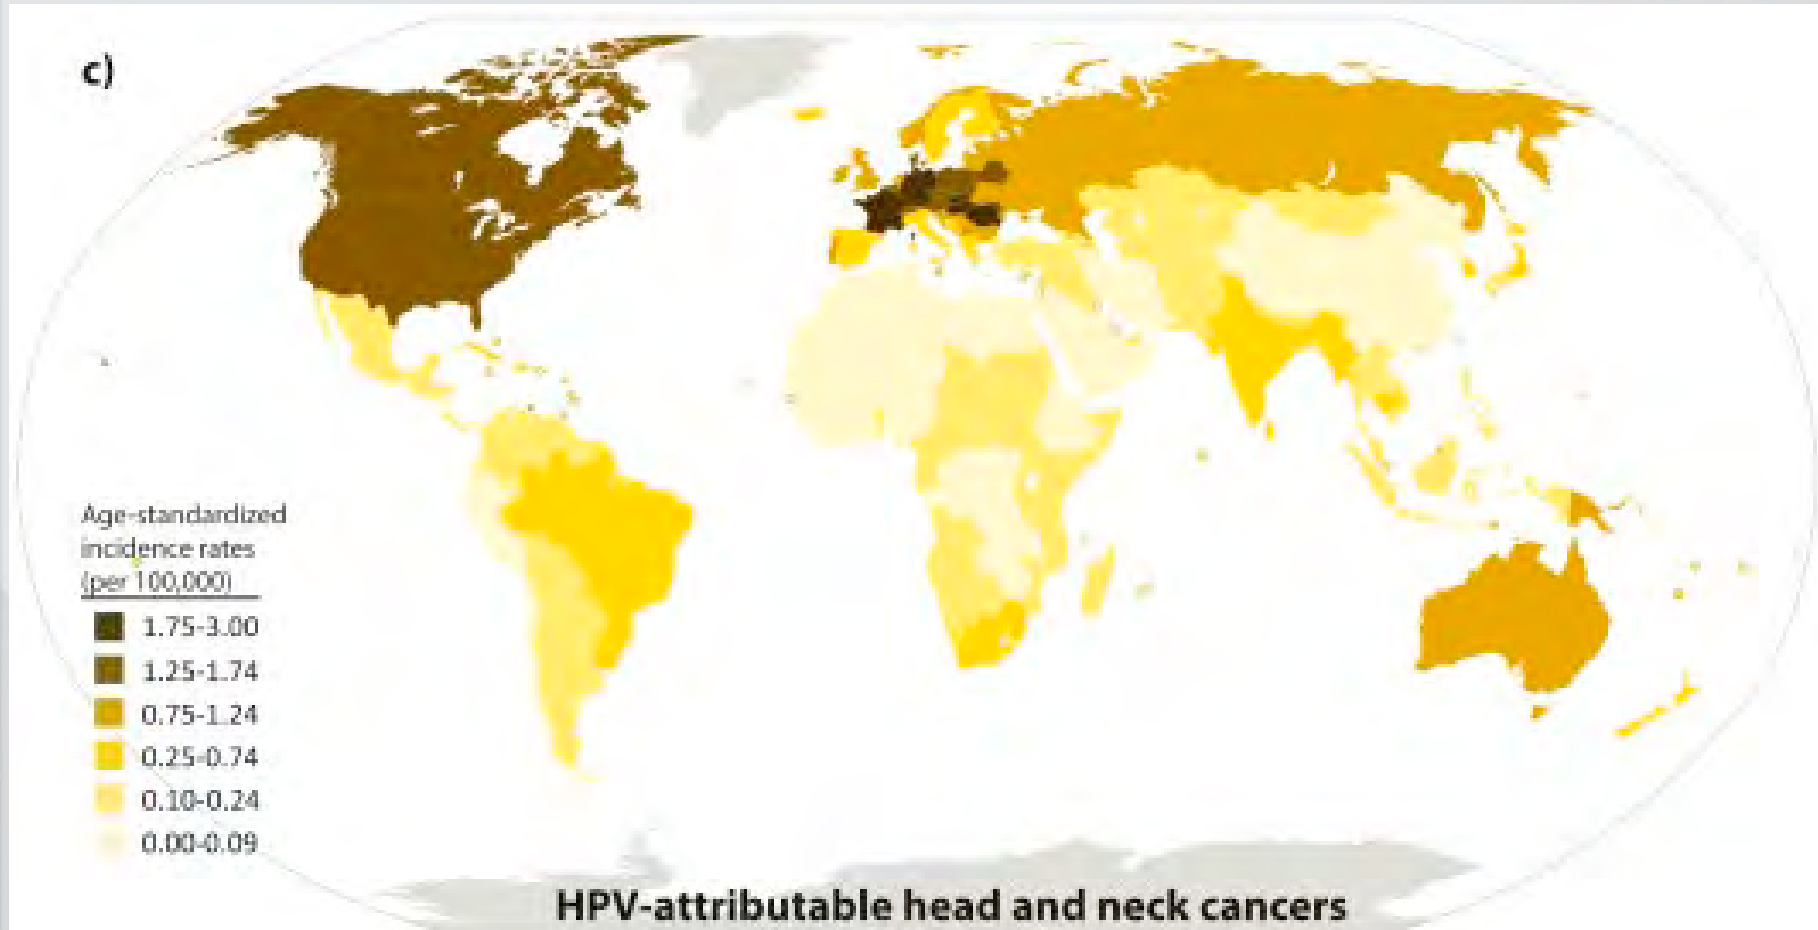 c)
Age-standardized
incidence rates
(per 100,000)
1.75-3.00
1.25-1.74
0.75-1.24
0.25-0.74
0.10-0.24
0.00-0.09
HPV-attributable head and neck cancers